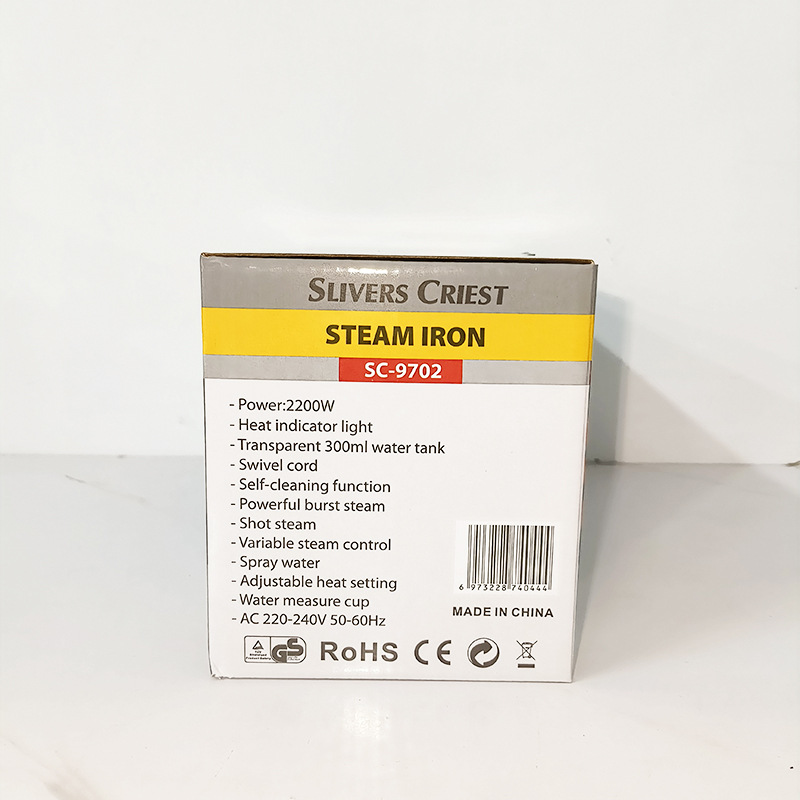 SLIVERS CRIEST
STEAM IRON
SC-9702
- Power:2200W
- Heat indicator light
- Transparent 300ml water tank
- Swivel cord
- Self-cleaning function
- Powerful burst steam
- Shot steam
- Variable steam control
- Spray water
- Adjustable heat setting
- Water measure cup
- AC 220-240V 50-60Hz
6 973228 740444
MADE IN CHINA
GS RoHS CE